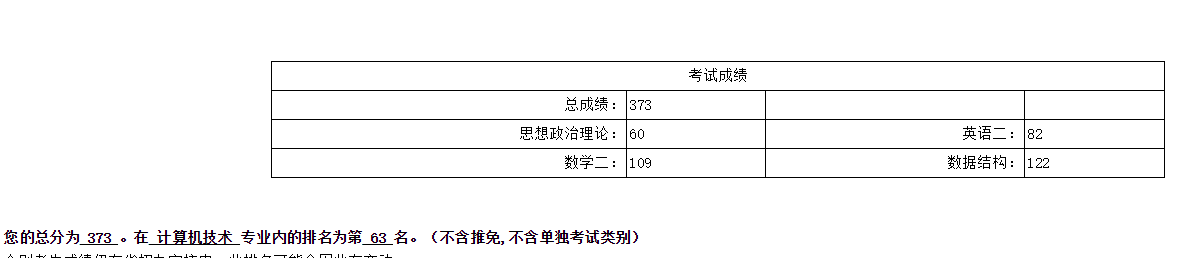 考试成绩
总成绩： 373
思想政治理论： 60 英语二： 82
数学二： 109 数据结构： 122
您的总分为 373 。在 计算机技术 专业内的排名为第 63 名。（不含推免,不含单独考试类别）